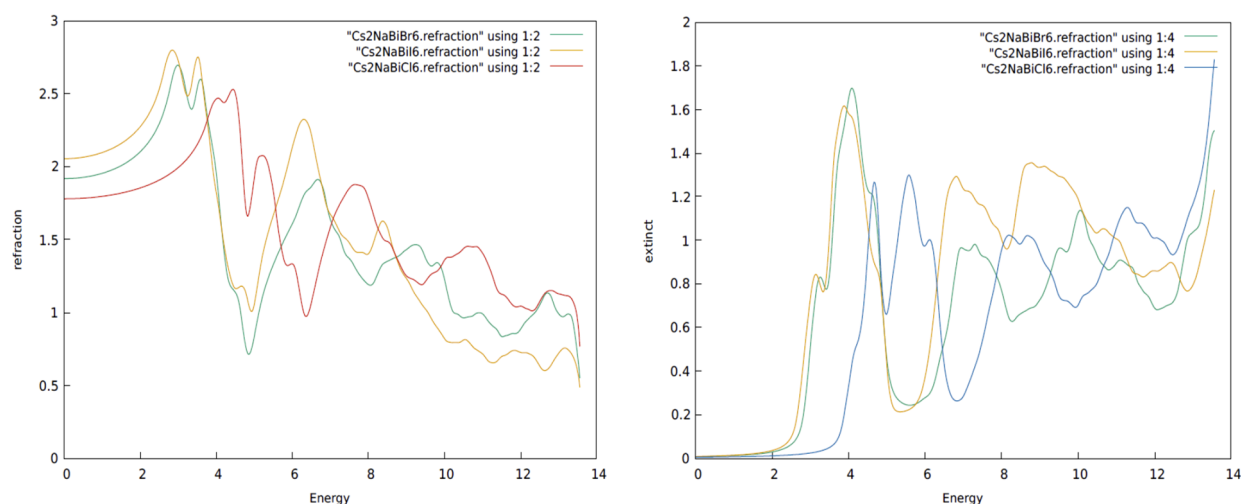 3
2.5
2
1.5
1
0.5
0
refraction
"Cs2NaBiBr6.refraction" using 1:2
"Cs2NaBiI6.refraction" using 1:2
"Cs2NaBiCl6.refraction" using 1:2
0 2 4 6 8 10 12 14
Energy
2
1.8
1.6
1.4
1.2
1
0.8
0.6
0.4
0.2
0
extinct
"Cs2NaBiBr6.refraction" using 1:4
"Cs2NaBiI6.refraction" using 1:4
"Cs2NaBiCl6.refraction" using 1:4
0 2 4 6 8 10 12 14
Energy